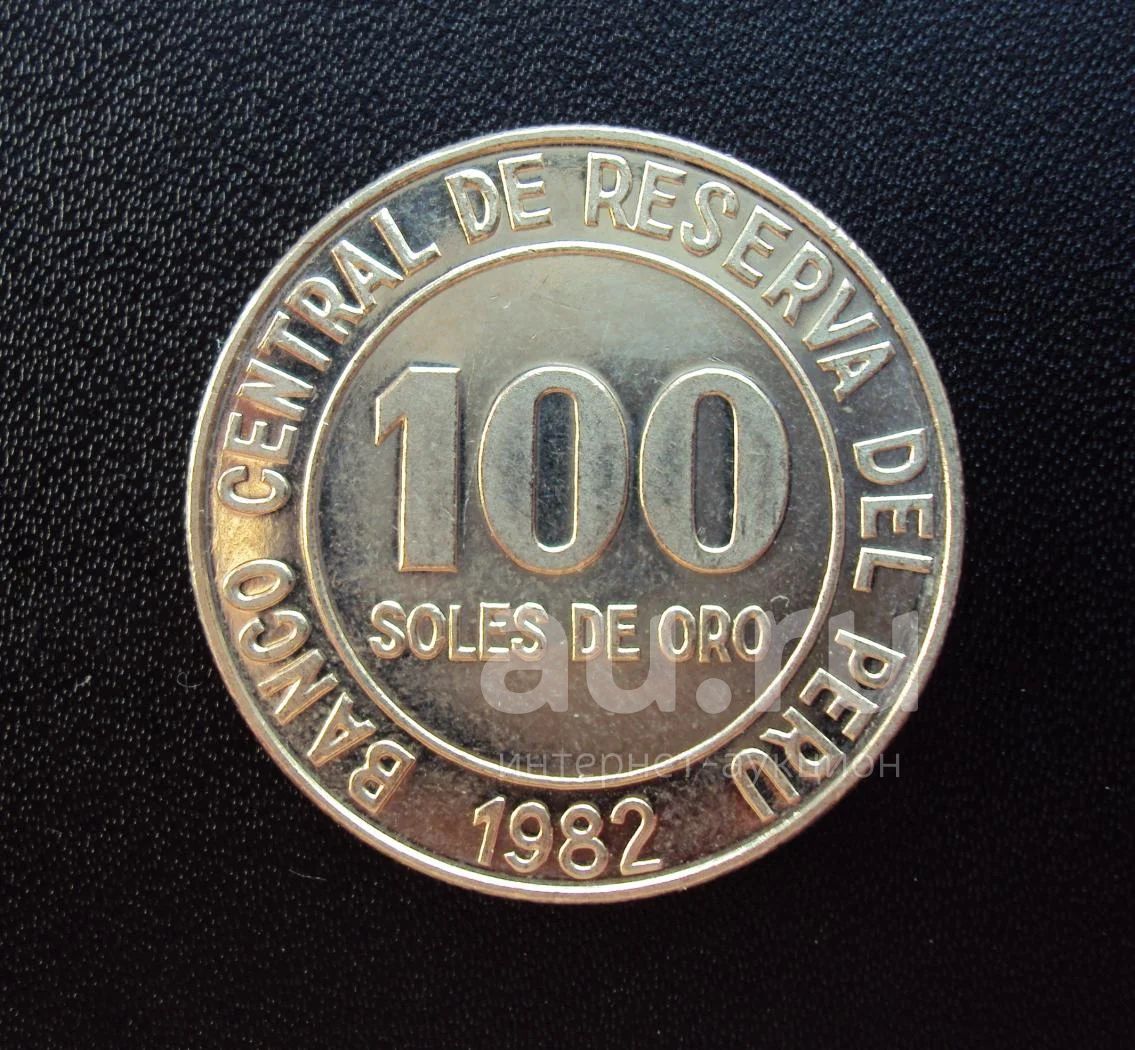 BANCO CENTRAL DE RESERVA DEL PERU
100
SOLES DE ORO
1982
au.ru
интернет-аукцион